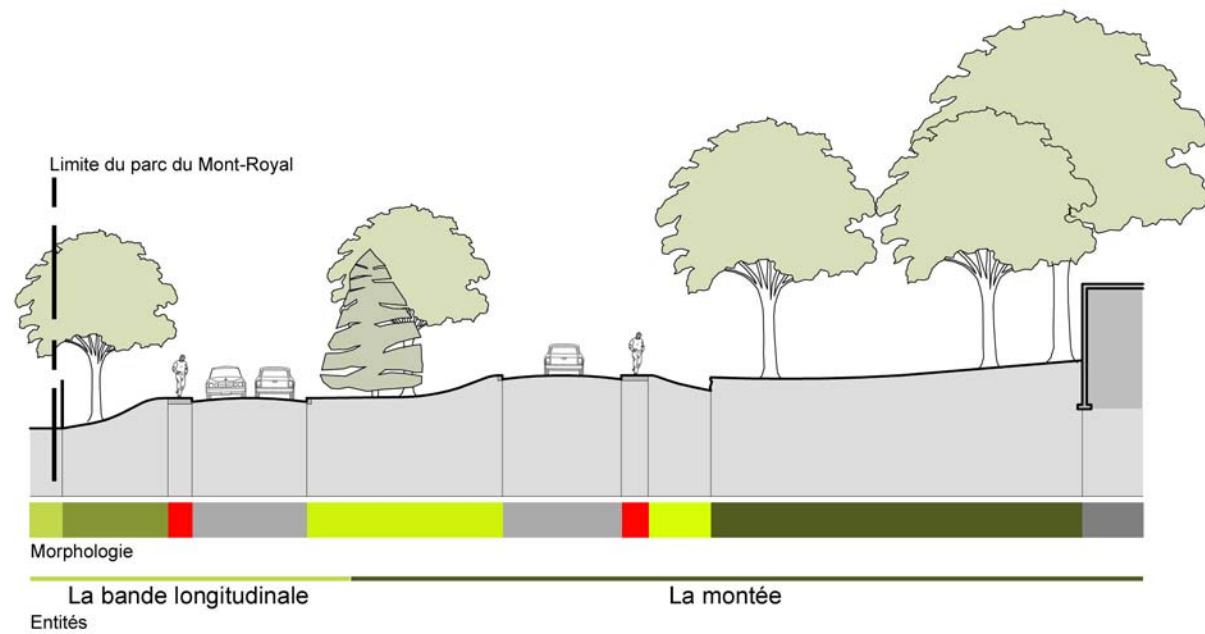 Limite du parc du Mont-Royal
Morphologie
La bande longitudinale
La montée
Entités